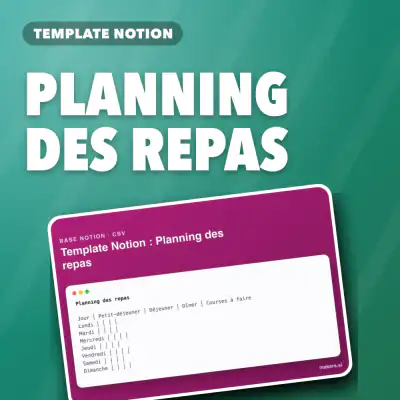 TEMPLATE NOTION
PLANNING
DES REPAS
BASE NOTION · CSV
Template Notion : Planning des
repas
Planning des repas
Jour | Petit-déjeuner | Déjeuner | Dîner | Courses à faire
Lundi | | | |
Mardi | | | |
Mercredi | | | |
Jeudi | | | |
Vendredi | | | |
Samedi | | | |
Dimanche | | | |